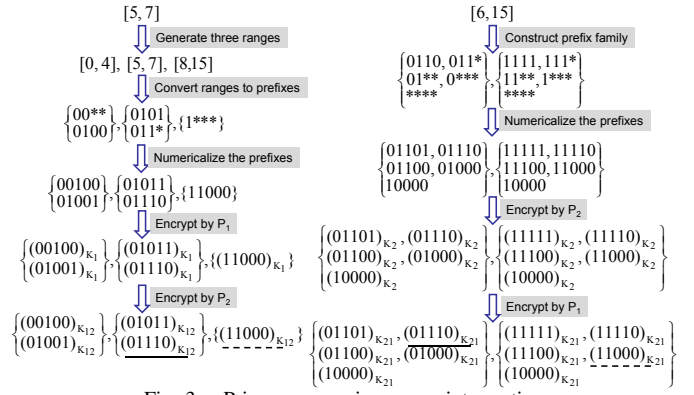 [5, 7]
Generate three ranges
[0, 4], [5, 7], [8,15]
Convert ranges to prefixes
{00** 0100}, {0101 011*}, {1***}
Numericalize the prefixes
{00100 01001}, {01011 01110}, {11000}
Encrypt by P1
{(00100)K1 (01001)K1}, {(01011)K1 (01110)K1}, {(11000)K1}
Encrypt by P2
{(00100)K12 (01001)K12}, {(01011)K12 (01110)K12}, {(11000)K12}
[6,15]
Construct prefix family
{0110, 011*
01**, 0***
****}, {1111, 111*
11**, 1***
****}
Numericalize the prefixes
{01101, 01110
01100, 01000
10000}, {11111, 11110
11100, 11000
10000}
Encrypt by P2
{(01101)K2, (01110)K2
(01100)K2, (01000)K2
(10000)K2}, {(11111)K2, (11110)K2
(11100)K2, (11000)K2
(10000)K2}
Encrypt by P1
{(01101)K21, (01110)K21
(01100)K21, (01000)K21
(10000)K21}, {(11111)K21, (11110)K21
(11100)K21, (11000)K21
(10000)K21}